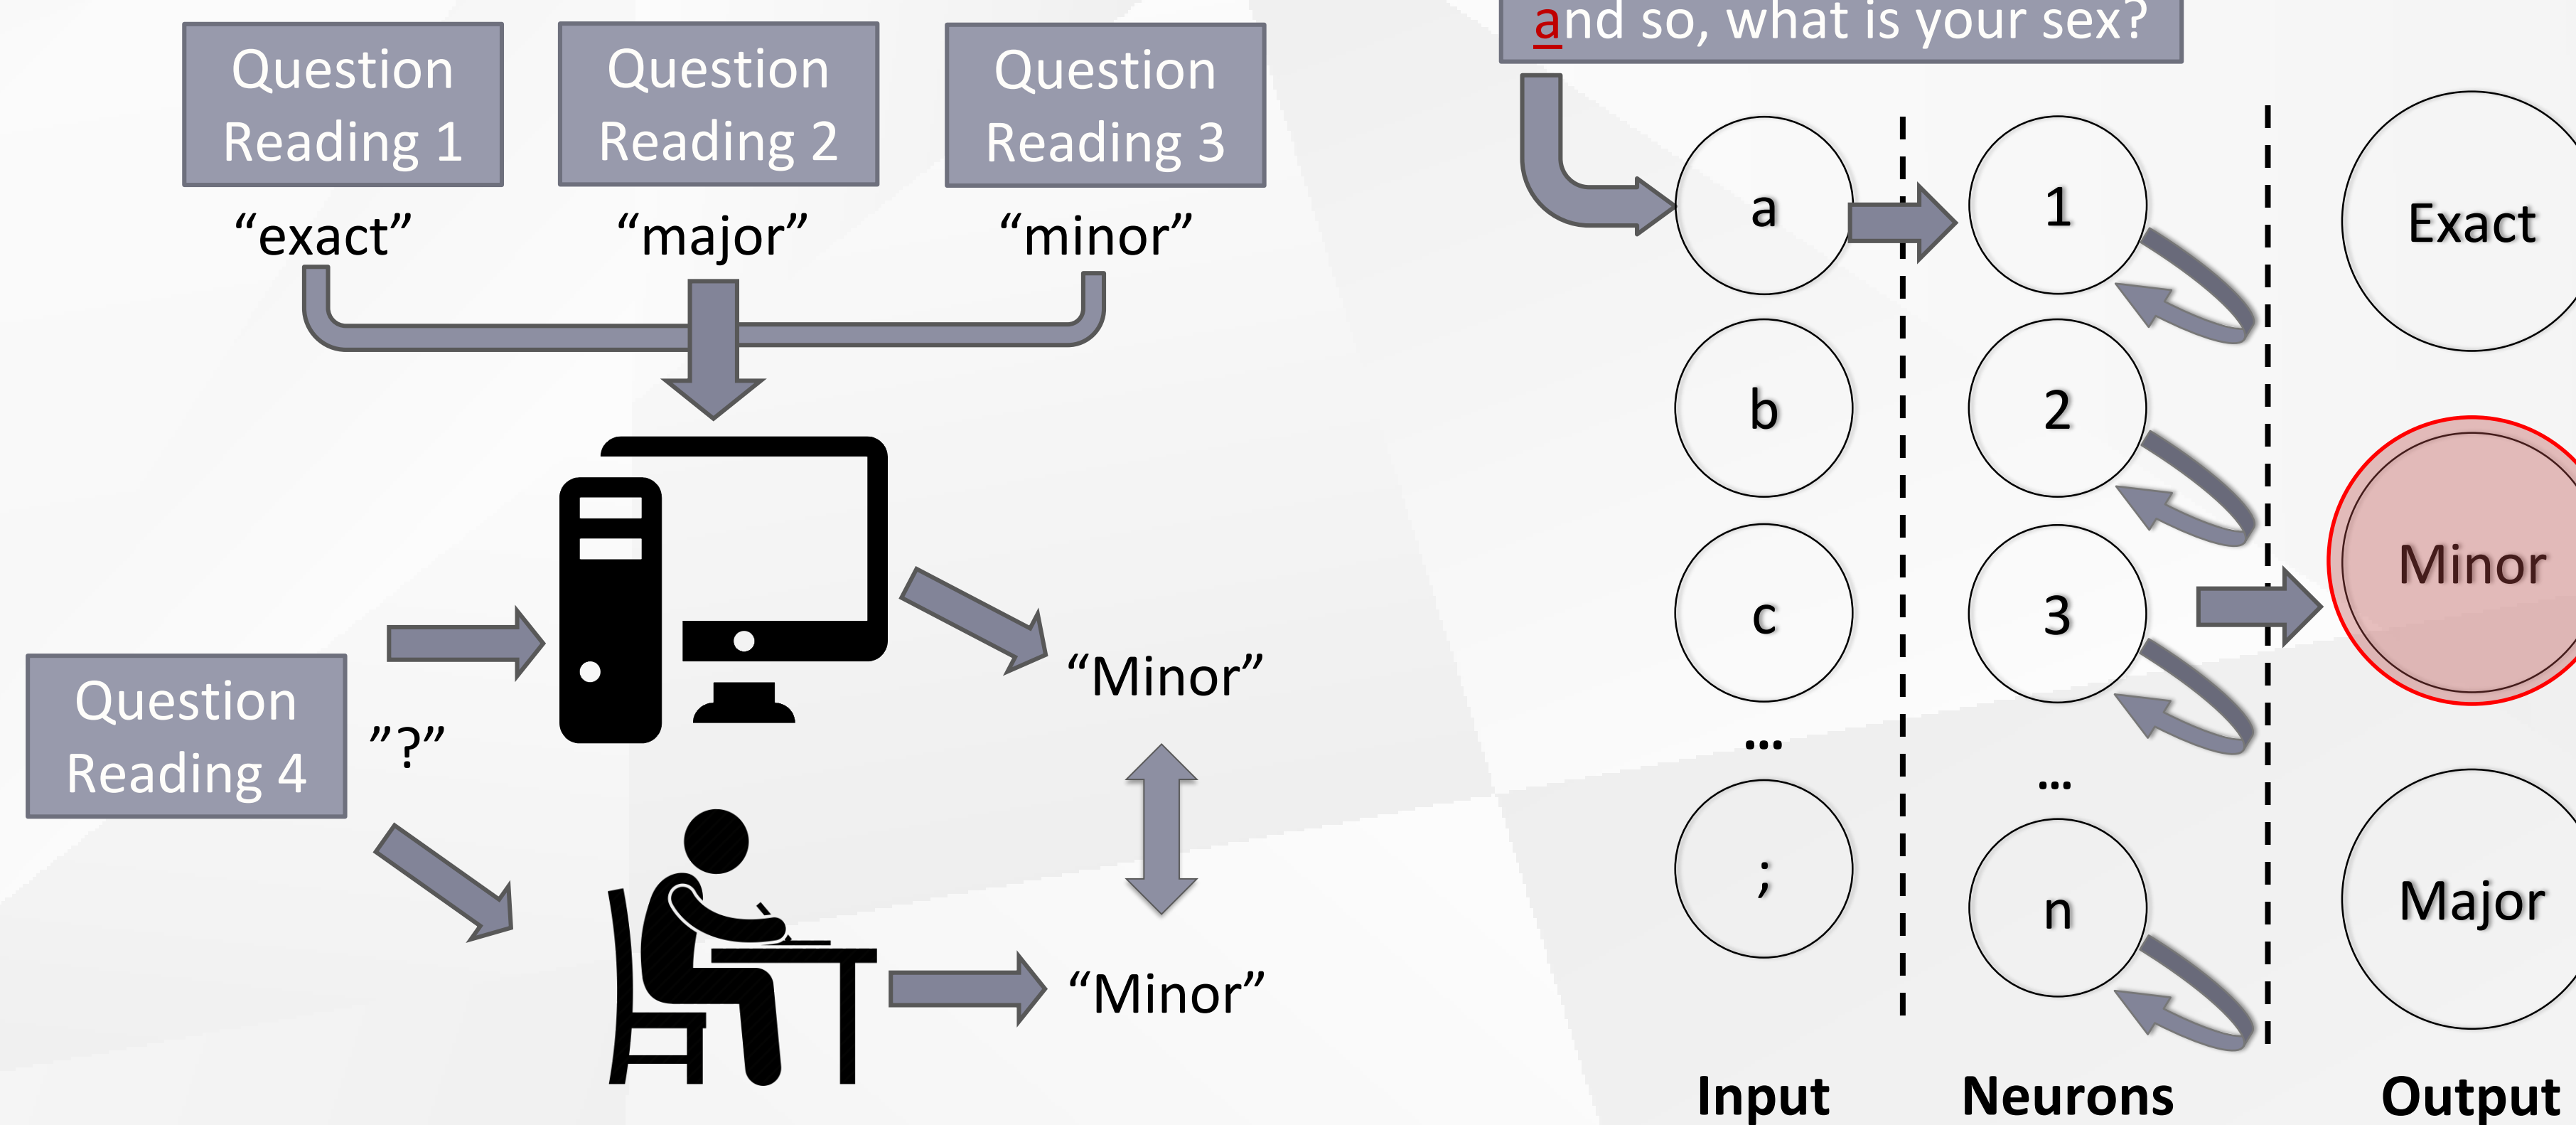 Question
Reading 1
Question
Reading 2
Question
Reading 3
“exact”
“major”
“minor”
Question
Reading 4
”?”
“Minor”
“Minor”
and so, what is your sex?
a
b
c
...
;
Input
1
2
3
...
n
Neurons
Exact
Minor
Major
Output